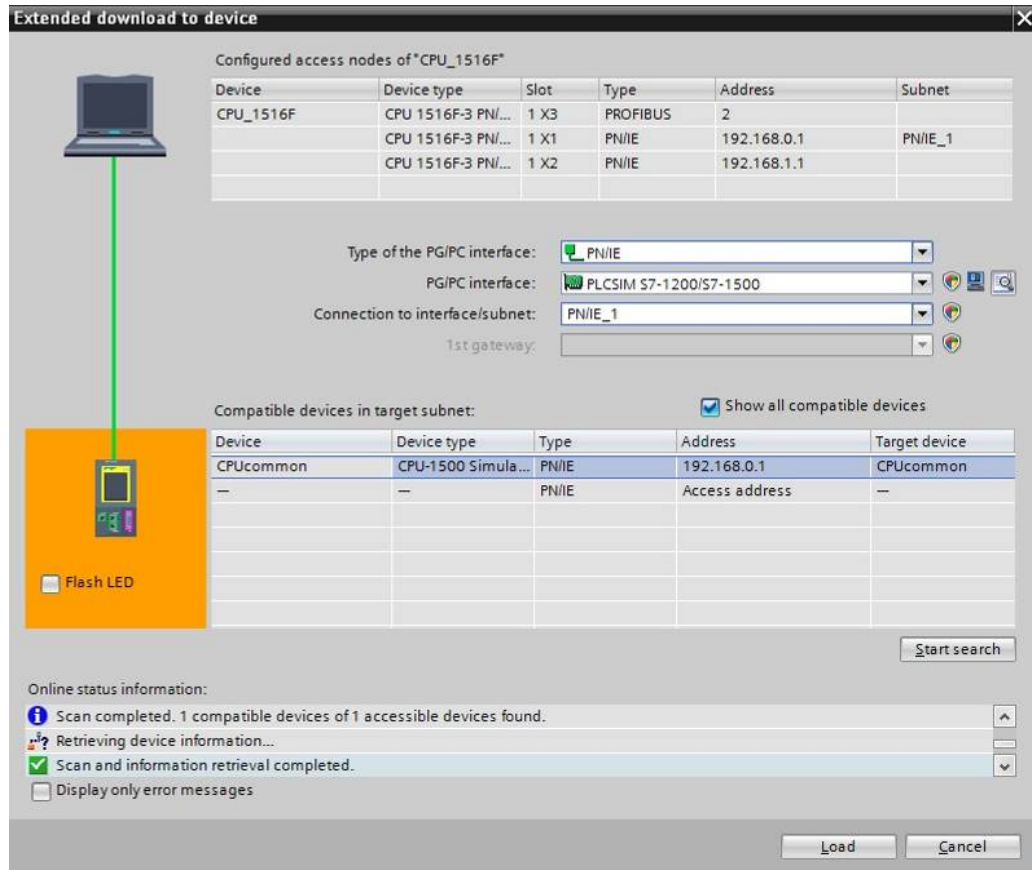 Extended download to device
Configured access nodes of "CPU_1516F"
Device Device type Slot Type Address Subnet
CPU_1516F CPU 1516F-3 PN/... 1 X3 PROFIBUS 2
CPU 1516F-3 PN/... 1 X1 PN/IE 192.168.0.1 PN/IE_1
CPU 1516F-3 PN/... 1 X2 PN/IE 192.168.1.1
Type of the PG/PC interface: PN/IE
PG/PC interface: PLCSIM S7-1200/S7-1500
Connection to interface/subnet: PN/IE_1
1st gateway:
Compatible devices in target subnet: Show all compatible devices
Device Device type Type Address Target device
CPUcommon CPU-1500 Simula... PN/IE 192.168.0.1 CPUcommon
— — PN/IE Access address —
Flash LED
Start search
Online status information:
Scan completed. 1 compatible devices of 1 accessible devices found.
Retrieving device information...
Scan and information retrieval completed.
Display only error messages
Load Cancel